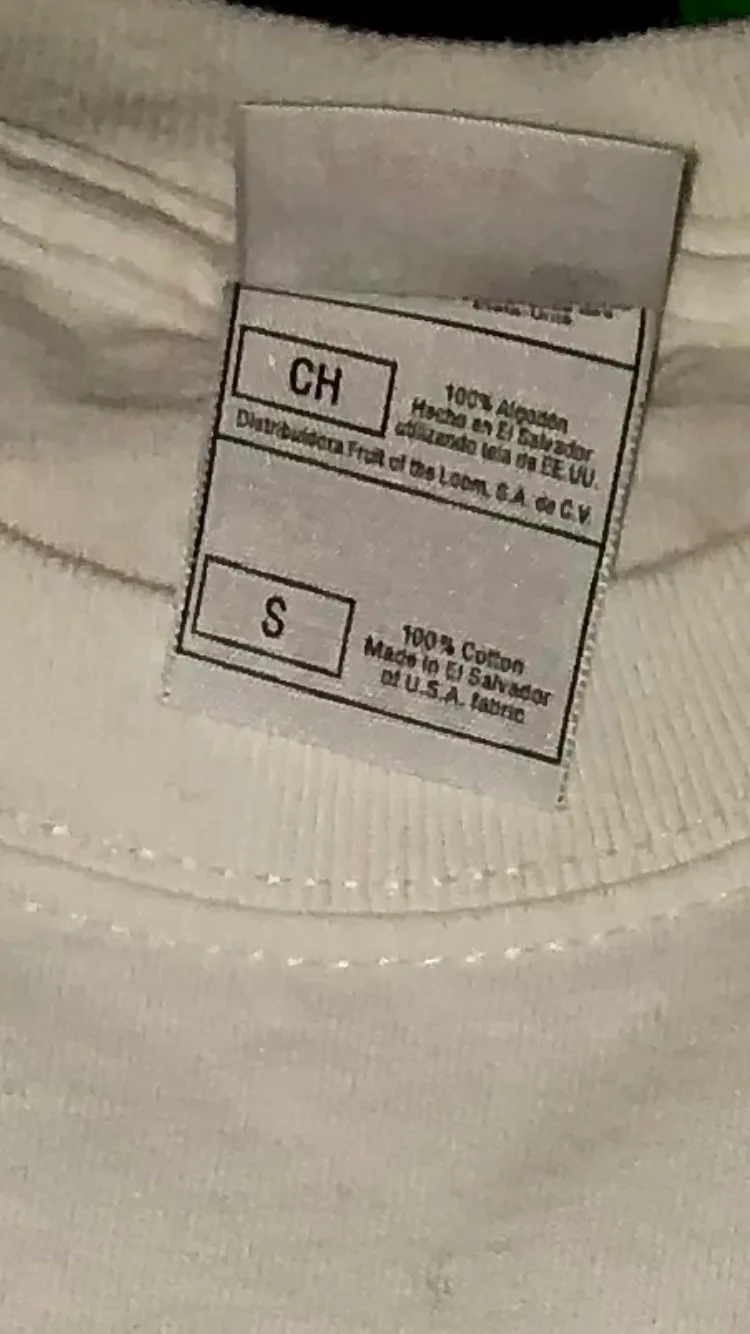 CH
100% Algodón
Hecho en El Salvador
utilizando tela de EE.UU.
Distribuidora Fruit of the Loom, S.A. de C.V.
S
100% Cotton
Made in El Salvador
of U.S.A. fabric